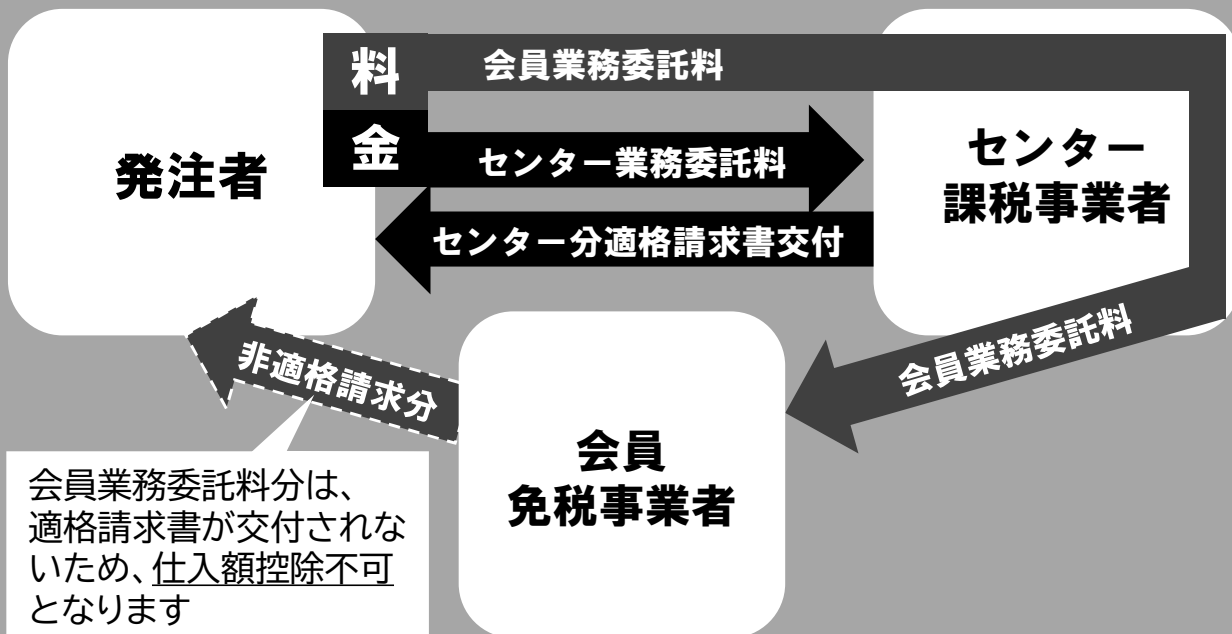 発注者
料
金
会員業務委託料
センター業務委託料
センター分適格請求書交付
センター
課税事業者
会員業務委託料
非適格請求分
会員
免税事業者
会員業務委託料分は、
適格請求書が交付されな
いため、仕入額控除不可
となります